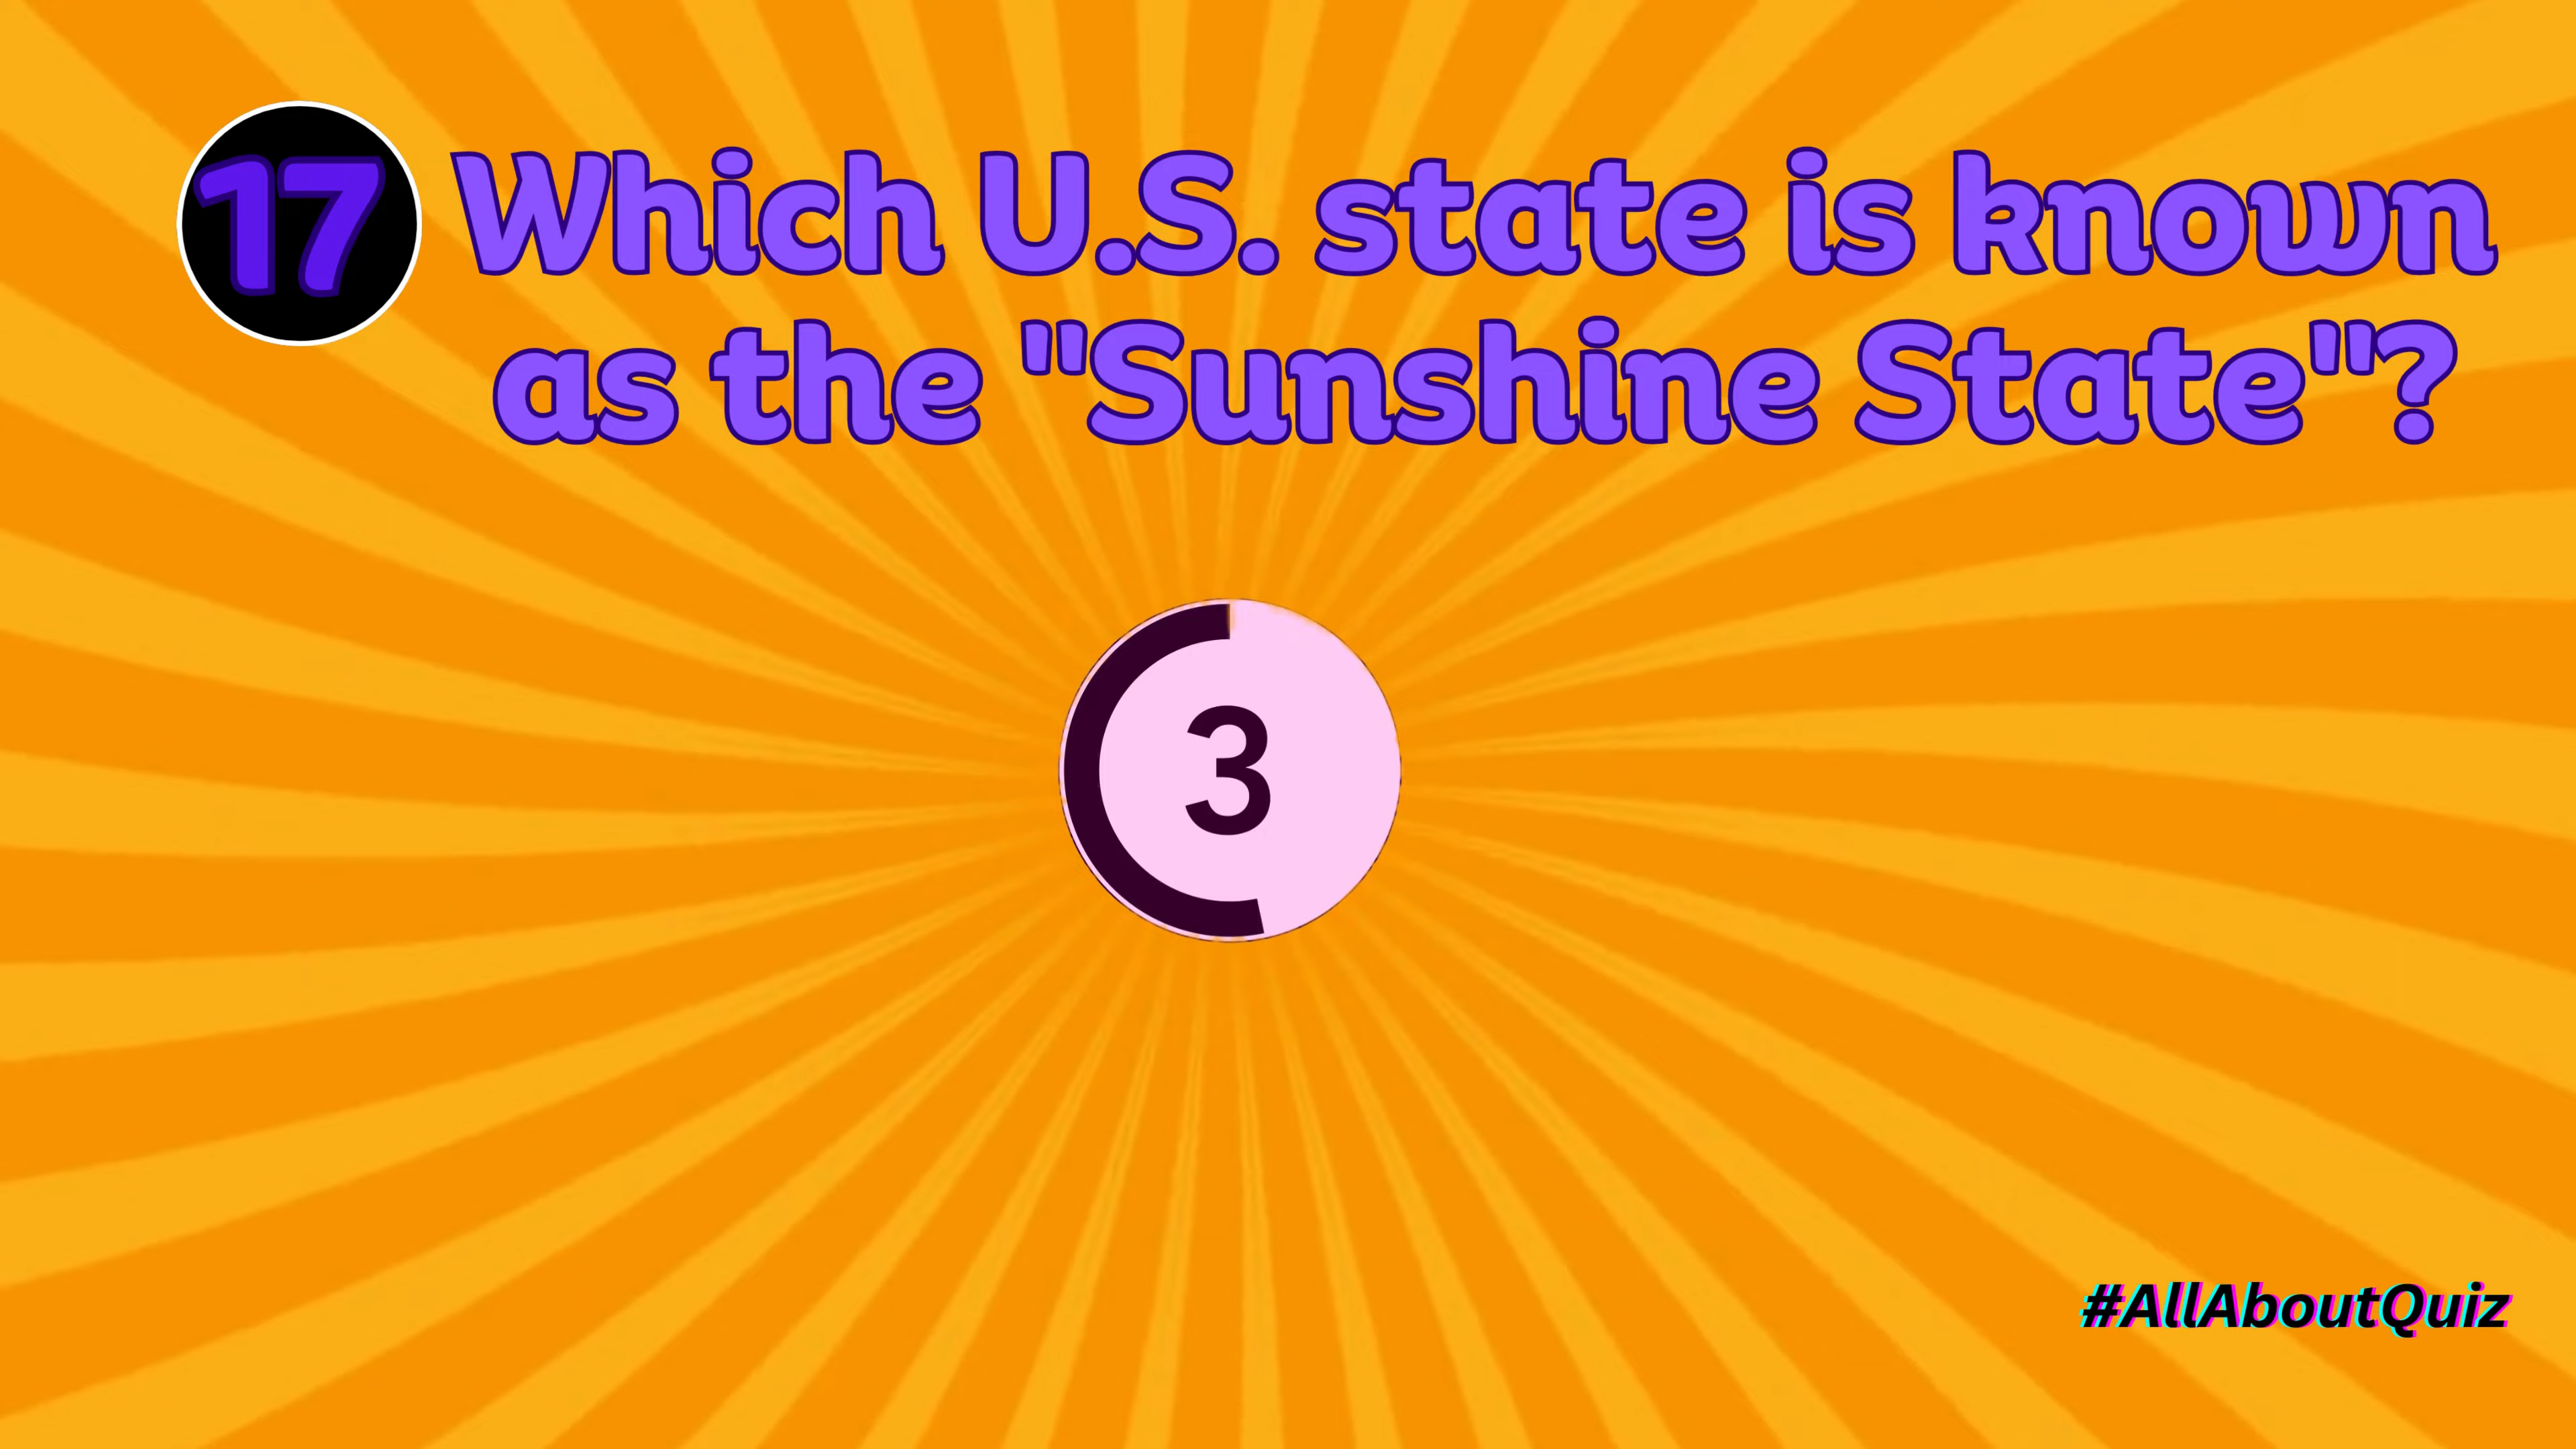 17
Which U.S. state is known
as the "Sunshine State"?
3
#AllAboutQuiz